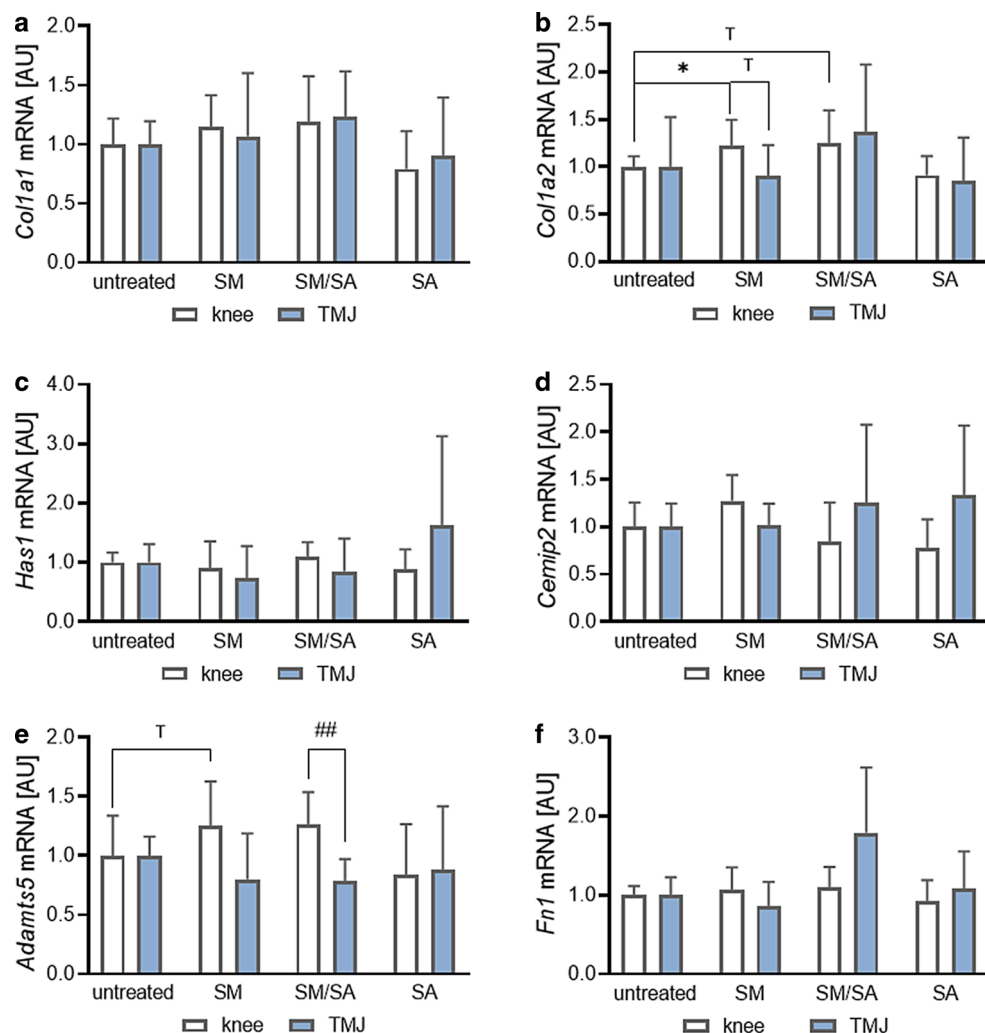 a
Col1a1 mRNA [AU]
2.0
1.5
1.0
0.5
0.0
untreated SM SM/SA SA
knee TMJ
b
Col1a2 mRNA [AU]
2.5
2.0
1.5
1.0
0.5
0.0
T
* T
untreated SM SM/SA SA
knee TMJ
c
Has1 mRNA [AU]
4.0
3.0
2.0
1.0
0.0
untreated SM SM/SA SA
knee TMJ
d
Cemip2 mRNA [AU]
2.5
2.0
1.5
1.0
0.5
0.0
untreated SM SM/SA SA
knee TMJ
e
Adamts5 mRNA [AU]
2.0
1.5
1.0
0.5
0.0
T ##
untreated SM SM/SA SA
knee TMJ
f
Fn1 mRNA [AU]
3.0
2.0
1.0
0.0
untreated SM SM/SA SA
knee TMJ